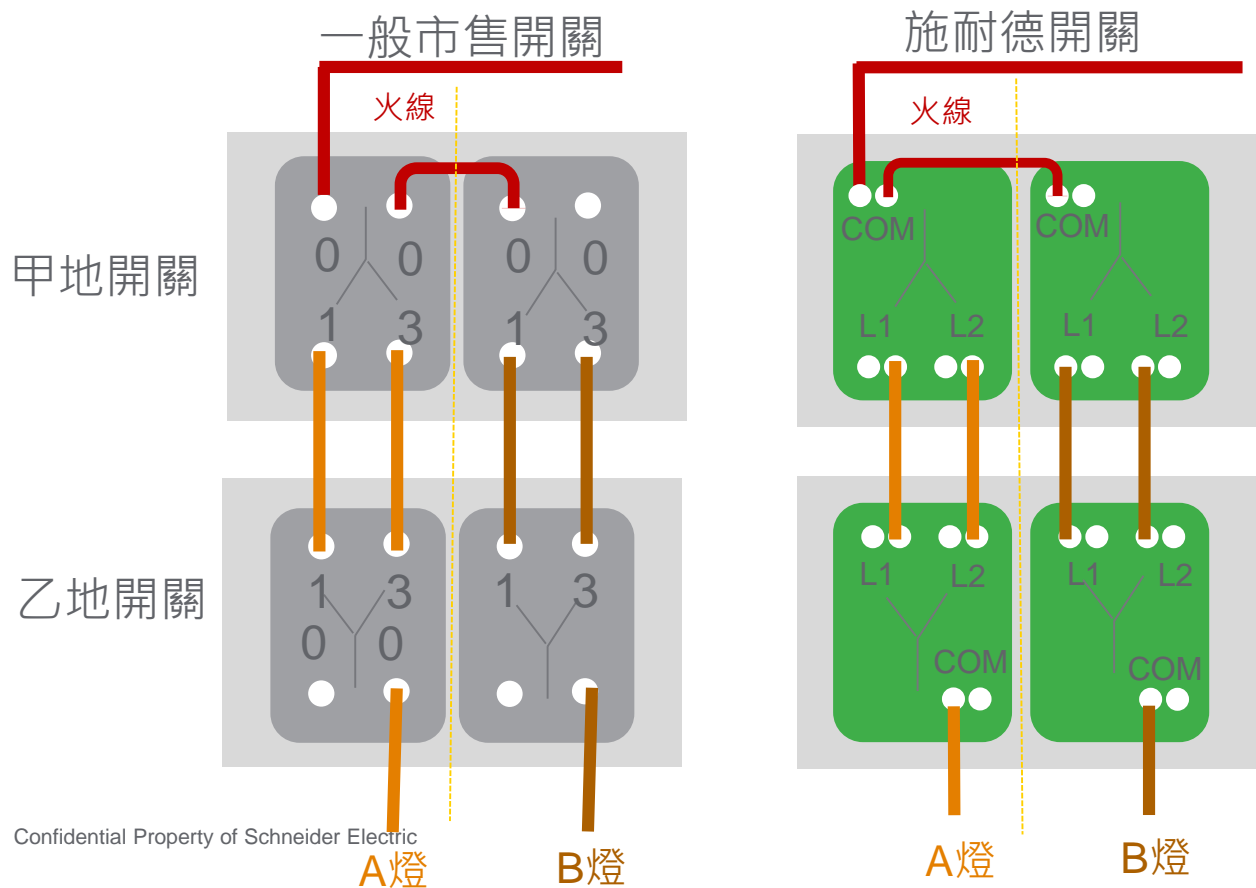 一般市售開關
施耐德開關
火線
火線
0 0 0 0
COM COM
甲地開關
1 3 1 3
L1 L2 L1 L2
乙地開關
1 3 1 3
0 0
L1 L2 L1 L2
COM COM
Confidential Property of Schneider Electric
A燈 B燈 A燈 B燈